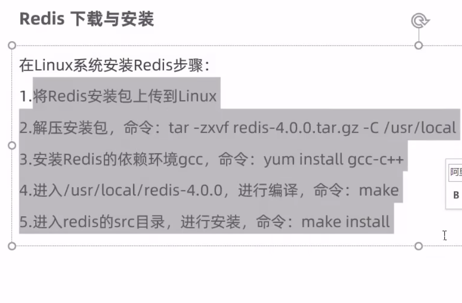 Redis 下载与安装
在Linux系统安装Redis步骤：
1.将Redis安装包上传到Linux
2.解压安装包，命令：tar -zxvf redis-4.0.0.tar.gz -C /usr/local
3.安装Redis的依赖环境gcc，命令：yum install gcc-c++
4.进入/usr/local/redis-4.0.0，进行编译，命令：make
5.进入redis的src目录，进行安装，命令：make install
B